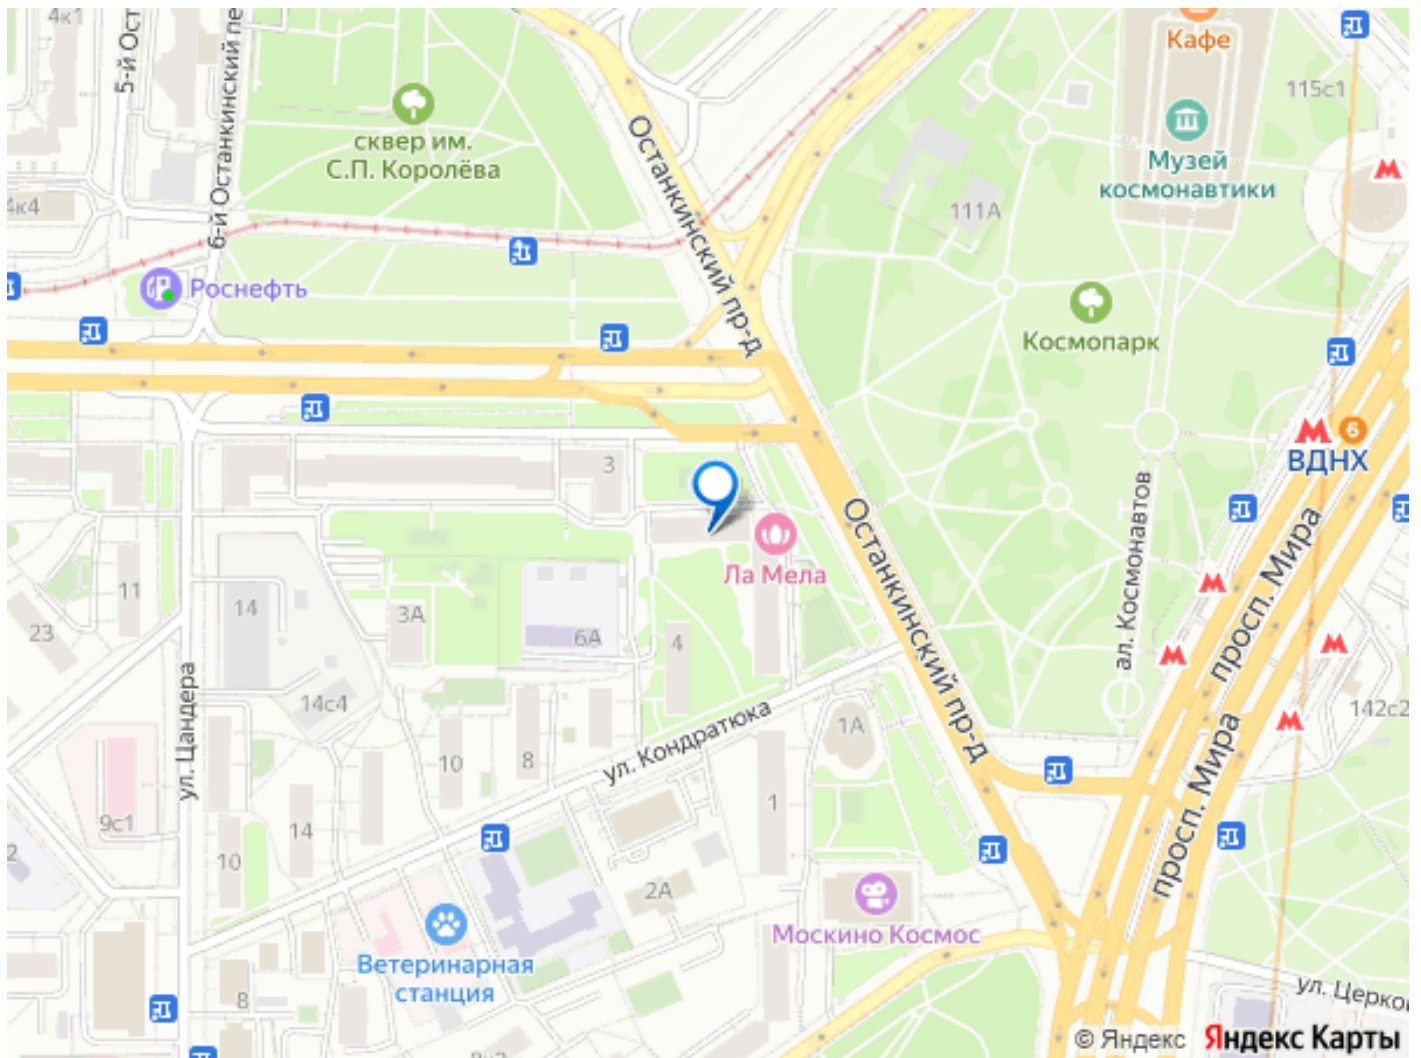 4к1
5-й Ост
6-й Останкинский пе
сквер им.
С.П. Королёва
Останкинский пр-д
Кафе
115с1
Музей
космонавтики
111А
4к4
Роснефть
Космопарк
6
ВДНХ
3
Ла Мела
Останкинский пр-д
ал. Космонавтов
просп. Мира
11
14
3А
6А
4
23
14с4
ул. Цандера
ул. Кондратюка
1А
142с2
10
8
1
просп. Мира
9с1
14
10
2
2А
Москино Космос
Ветеринарная
станция
8
ул. Церко
© Яндекс Яндекс Карты